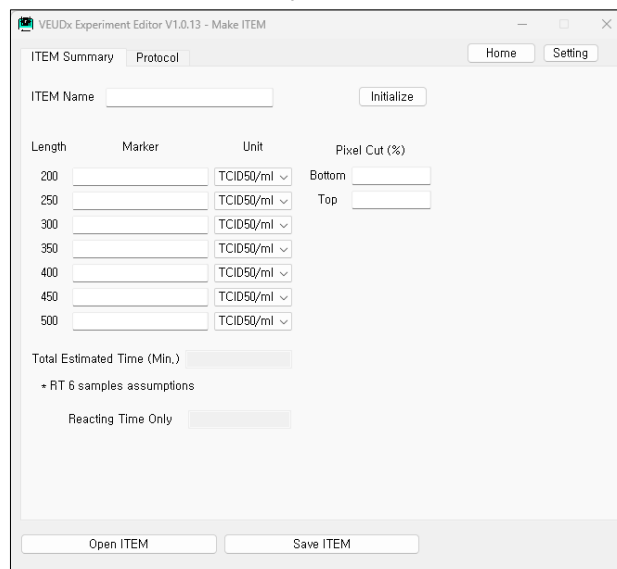 VEUDx Experiment Editor V1.0.13 - Make ITEM
ITEM Summary Protocol Home Setting
ITEM Name Initialize
Length Marker Unit Pixel Cut (%)
200 TCID50/ml Bottom
250 TCID50/ml Top
300 TCID50/ml
350 TCID50/ml
400 TCID50/ml
450 TCID50/ml
500 TCID50/ml
Total Estimated Time (Min.)
* RT 6 samples assumptions
Reacting Time Only
Open ITEM Save ITEM